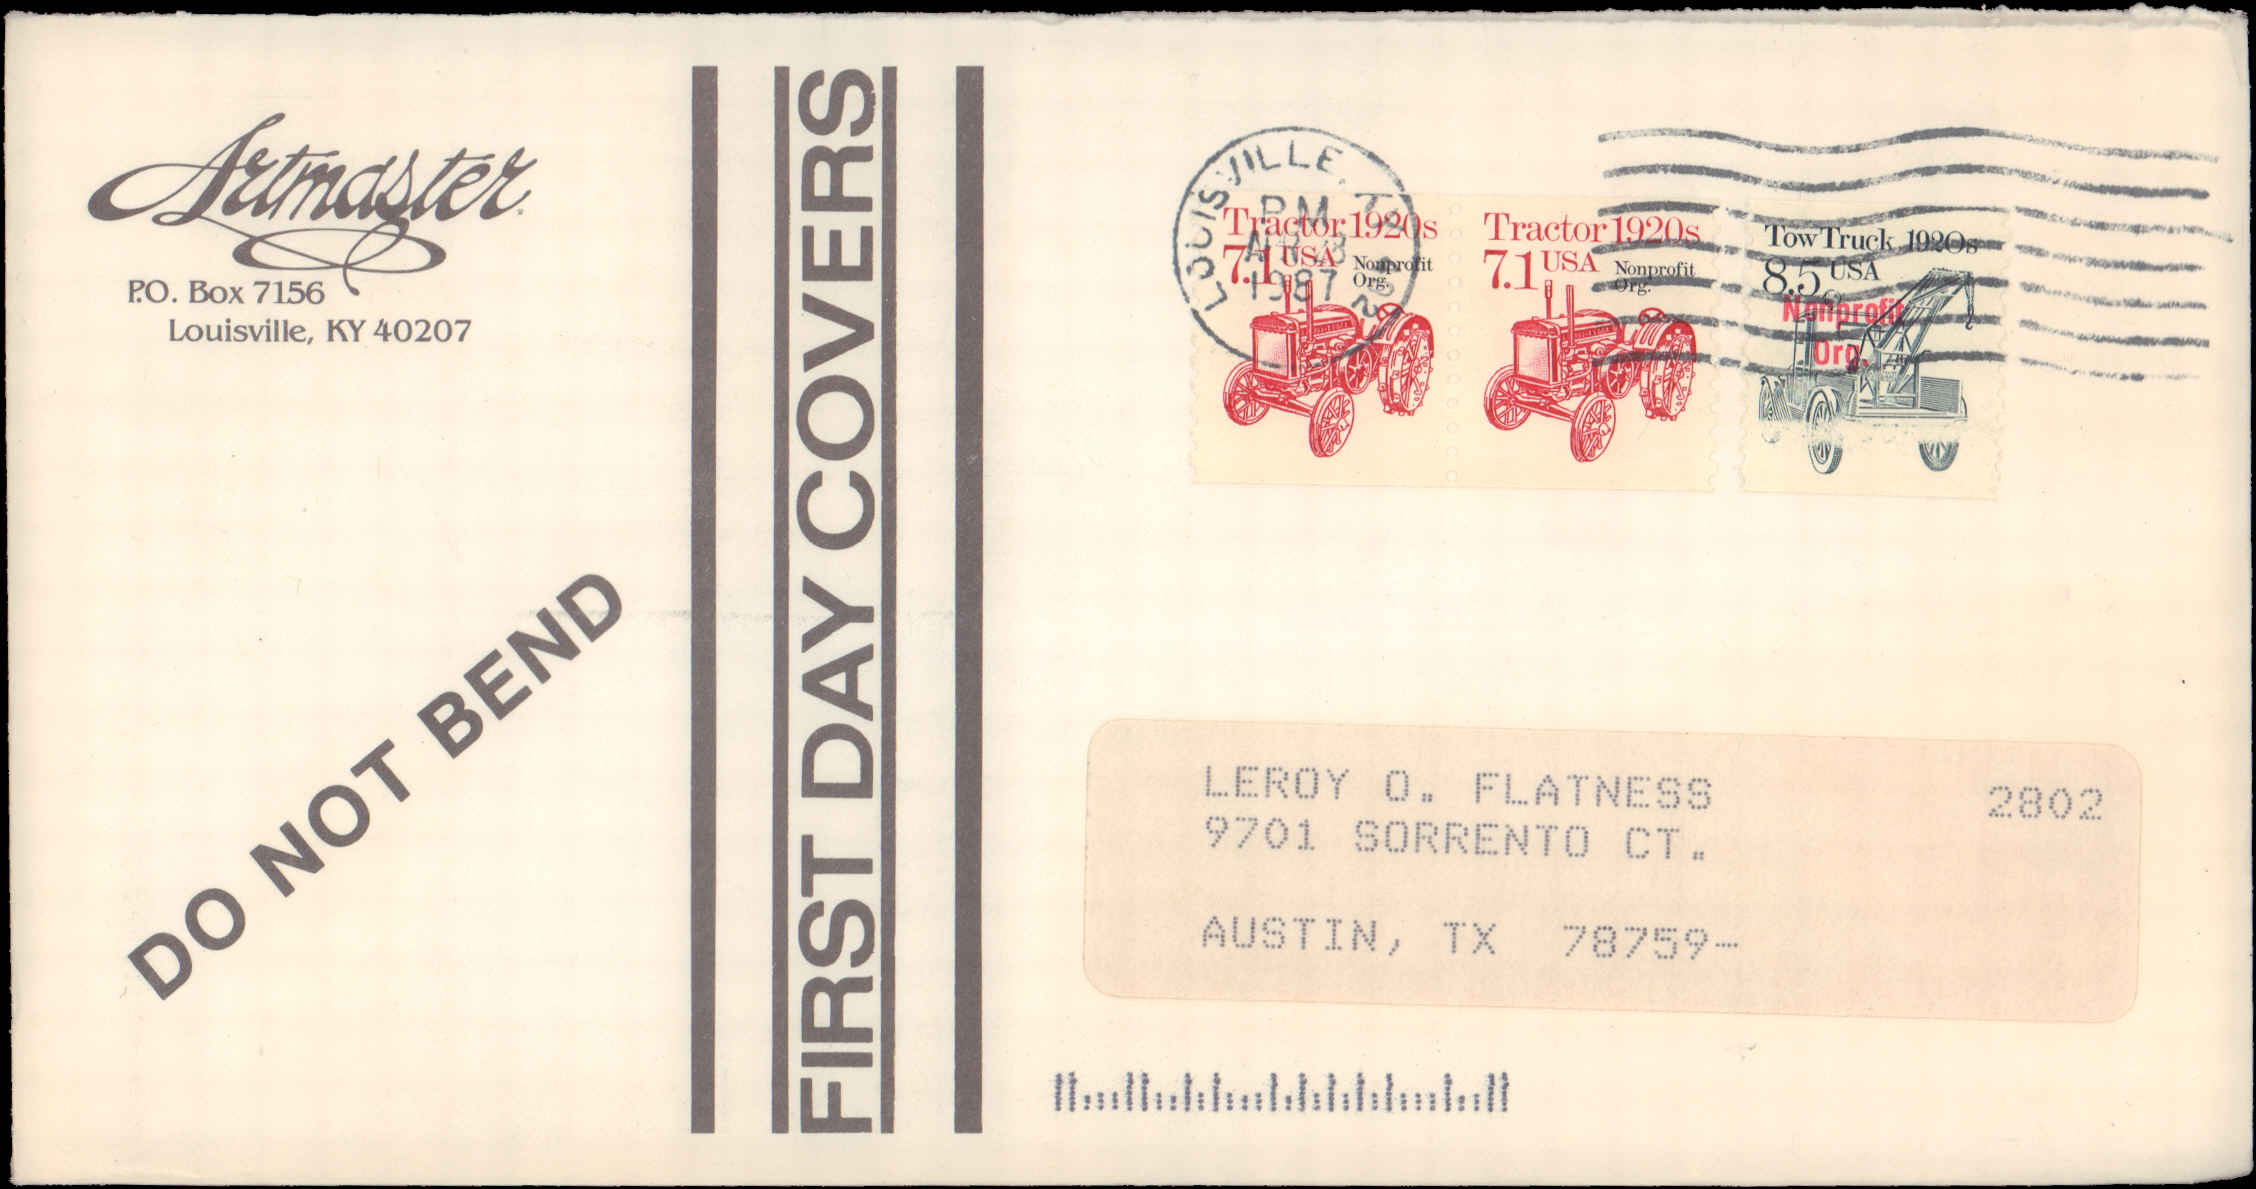 Artmaster
P.O. Box 7156
Louisville, KY 40207
DO NOT BEND
FIRST DAY COVERS
LOUISVILLE,
PM
1987
Tractor 1920s
7.1 USA
Nonprofit
Org.
Tractor 1920s
7.1 USA
Nonprofit
Org.
Tow Truck 1920s
8.5 USA
Nonprofit
Org.
LEROY O. FLATNESS 2802
9701 SORRENTO CT.
AUSTIN, TX 78759-